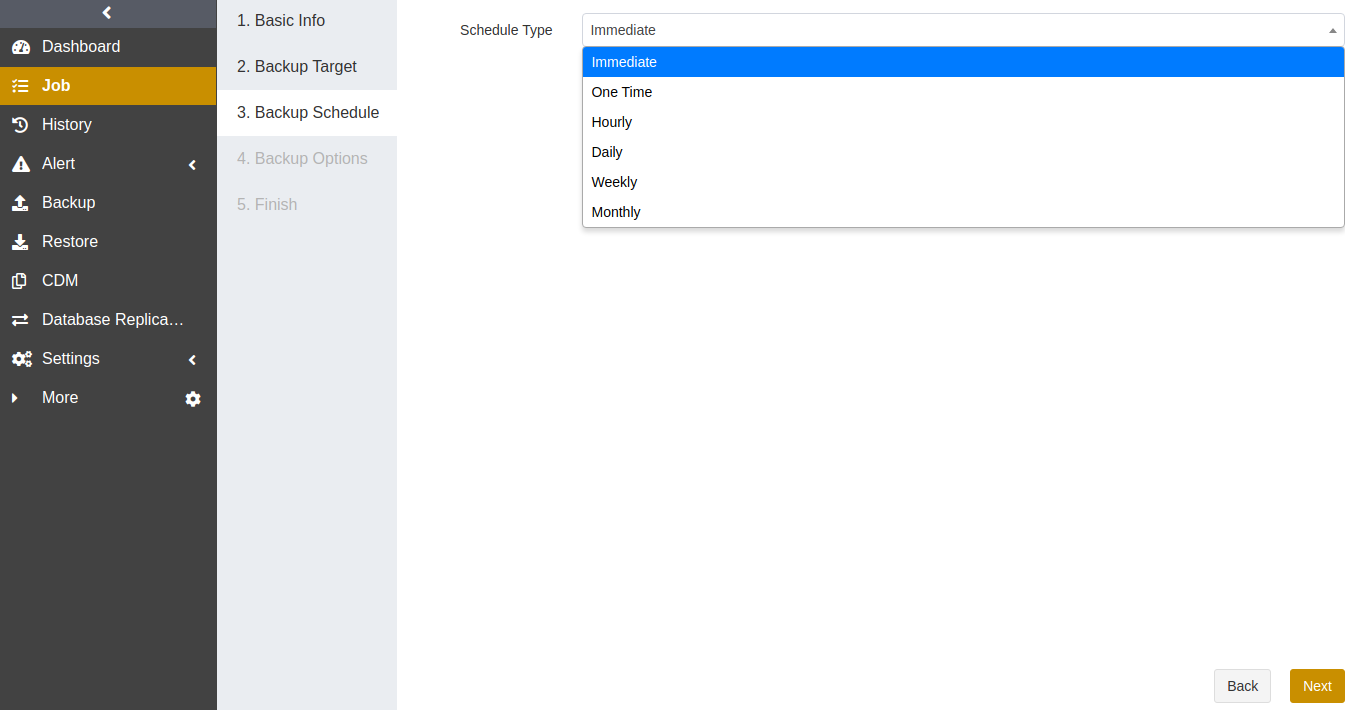 Dashboard
Job
History
Alert
Backup
Restore
CDM
Database Replica…
Settings
More
1. Basic Info
2. Backup Target
3. Backup Schedule
4. Backup Options
5. Finish
Schedule Type
Immediate
Immediate
One Time
Hourly
Daily
Weekly
Monthly
Back
Next